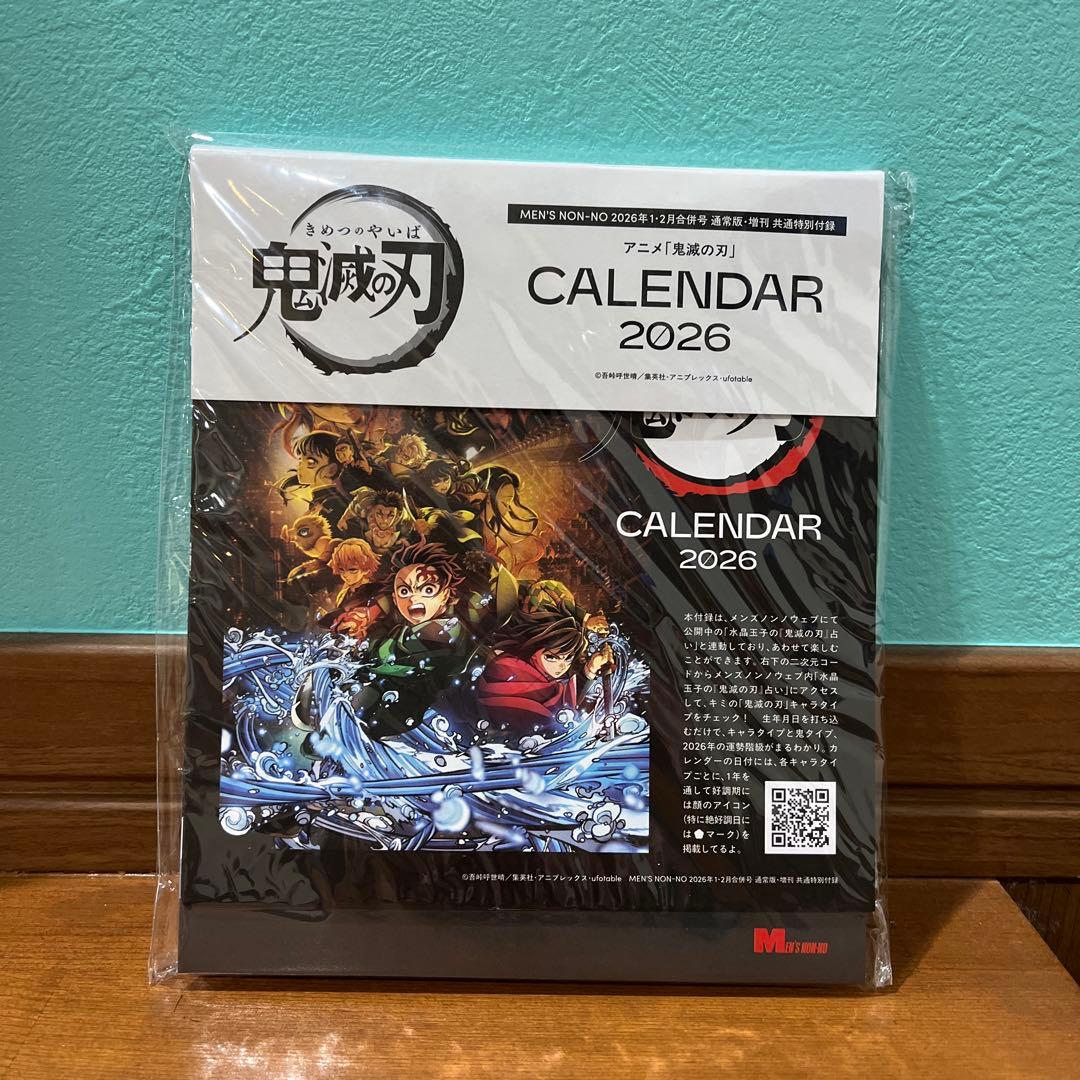 きめつのやいば
鬼滅の刃
MEN'S NON-NO 2026年1・2月合併号 通常版・増刊 共通特別付録
アニメ「鬼滅の刃」
CALENDAR
2026
©吾峠呼世晴／集英社・アニプレックス・ufotable
鬼滅の刃
CALENDAR
2026
本付録は、メンズノンノウェブにて
公開中の「水晶玉子の『鬼滅の刃』占
い」と連動しており、あわせて楽しむ
ことができます。右下の二次元コー
ドからメンズノンノウェブ内「水晶
玉子の『鬼滅の刃』占い」にアクセス
して、キミの「鬼滅の刃」キャラタイ
プをチェック！ 生年月日を打ち込
むだけで、キャラタイプと鬼タイプ、
2026年の運勢階級がまるわかり。カ
レンダーの日付には、各キャラタイ
プごとに、1年を
通して好調期に
は顔のアイコン
(特に絶好調日に
は⬟マーク)を
掲載してるよ。
©吾峠呼世晴／集英社・アニプレックス・ufotable MEN'S NON-NO 2026年1・2月合併号 通常版・増刊 共通特別付録
MEN'S NON-NO